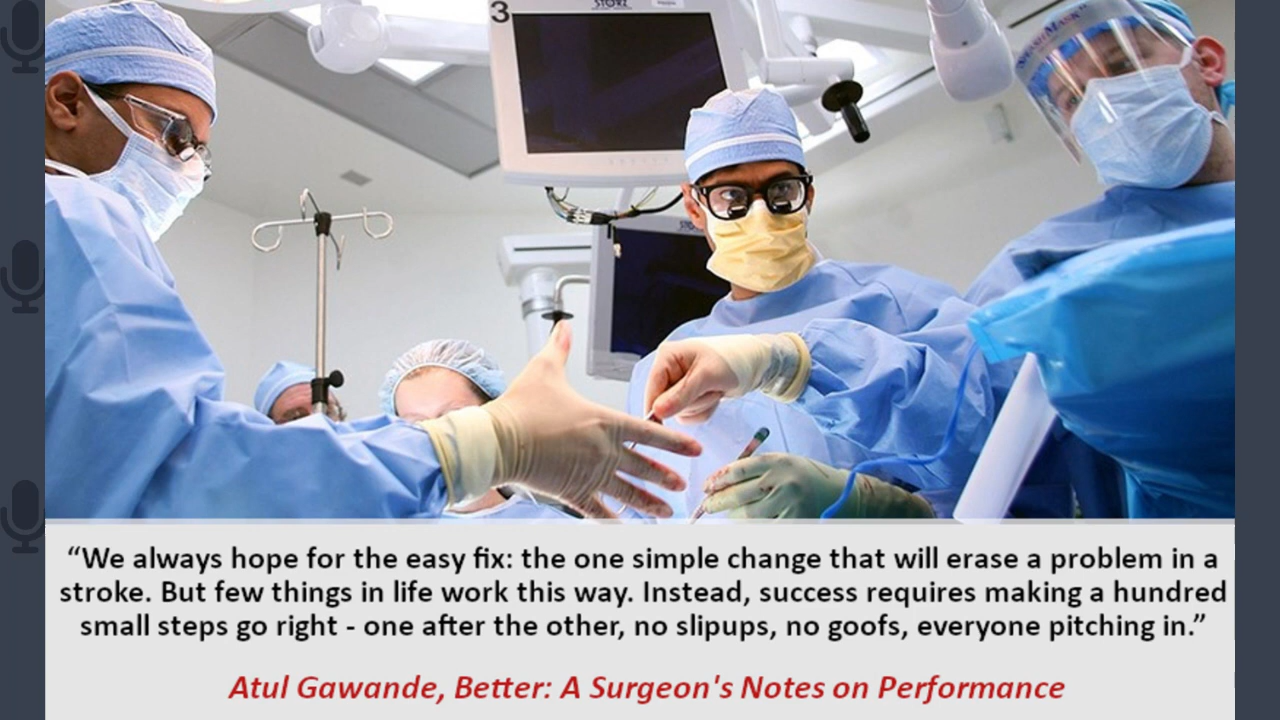 3
STORZ
“We always hope for the easy fix: the one simple change that will erase a problem in a
stroke. But few things in life work this way. Instead, success requires making a hundred
small steps go right - one after the other, no slipups, no goofs, everyone pitching in.”
Atul Gawande, Better: A Surgeon's Notes on Performance